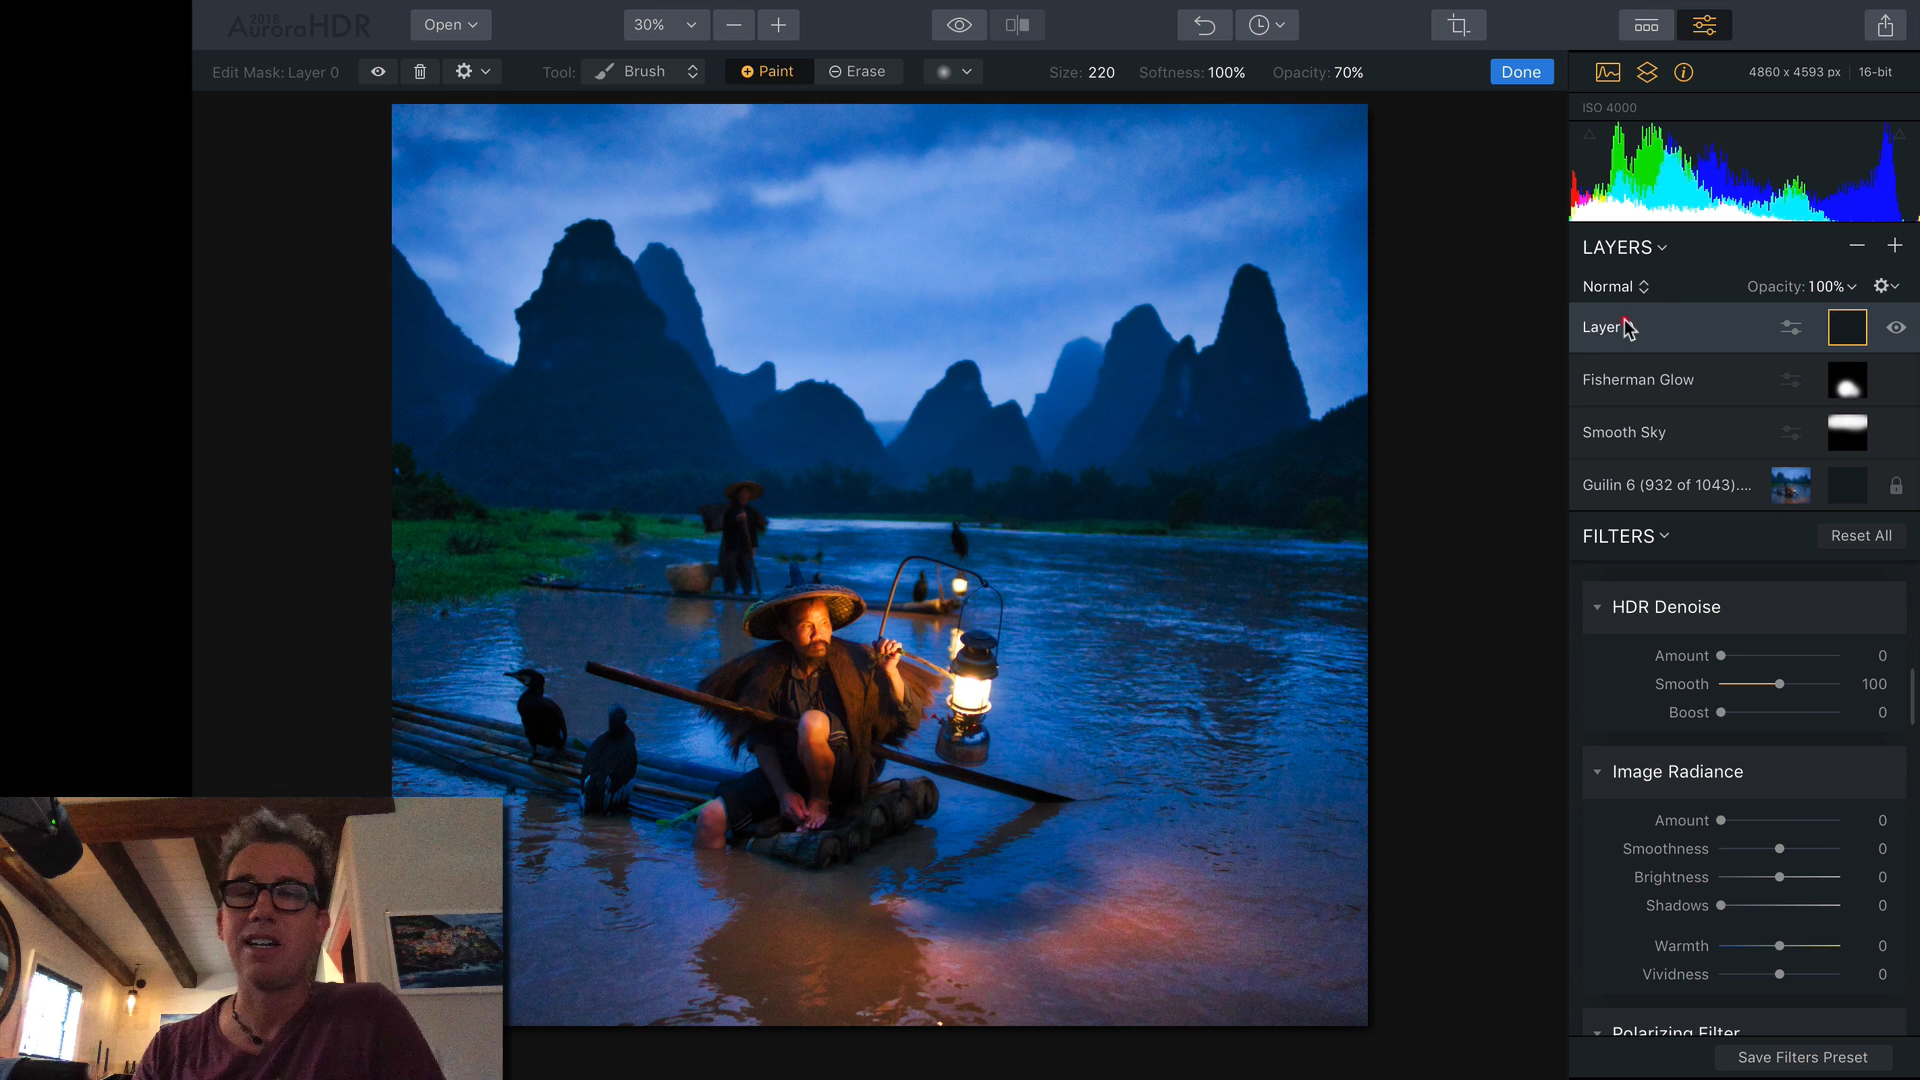 2018
AuroraHDR
Open
30%
Edit Mask: Layer 0
Tool:
Brush
Paint
Erase
Size: 220
Softness: 100%
Opacity: 70%
Done
4860 x 4593 px
16-bit
ISO 4000
LAYERS
Normal
Opacity: 100%
Layer
Fisherman Glow
Smooth Sky
Guilin 6 (932 of 1043)....
FILTERS
Reset All
HDR Denoise
Amount 0
Smooth 100
Boost 0
Image Radiance
Amount 0
Smoothness 0
Brightness 0
Shadows 0
Warmth 0
Vividness 0
Polarizing Filter
Save Filters Preset